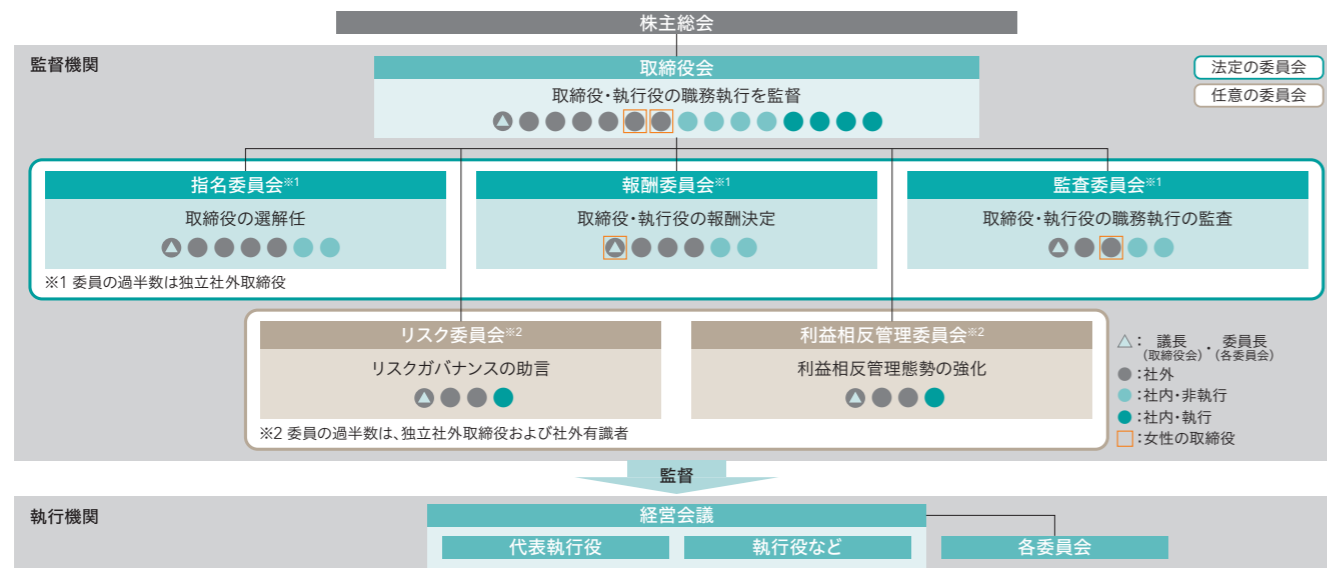 株主総会
監督機関
取締役会
法定の委員会
取締役・執行役の職務執行を監督
任意の委員会
指名委員会※1
報酬委員会※1
監査委員会※1
取締役の選解任
取締役・執行役の報酬決定
取締役・執行役の職務執行の監査
※1 委員の過半数は独立社外取締役
リスク委員会※2
利益相反管理委員会※2
リスクガバナンスの助言
利益相反管理態勢の強化
※2 委員の過半数は、独立社外取締役および社外有識者
△： 議長 ・ 委員長
(取締役会) (各委員会)
：社外
：社内・非執行
：社内・執行
：女性の取締役
監督
執行機関
経営会議
代表執行役
執行役など
各委員会